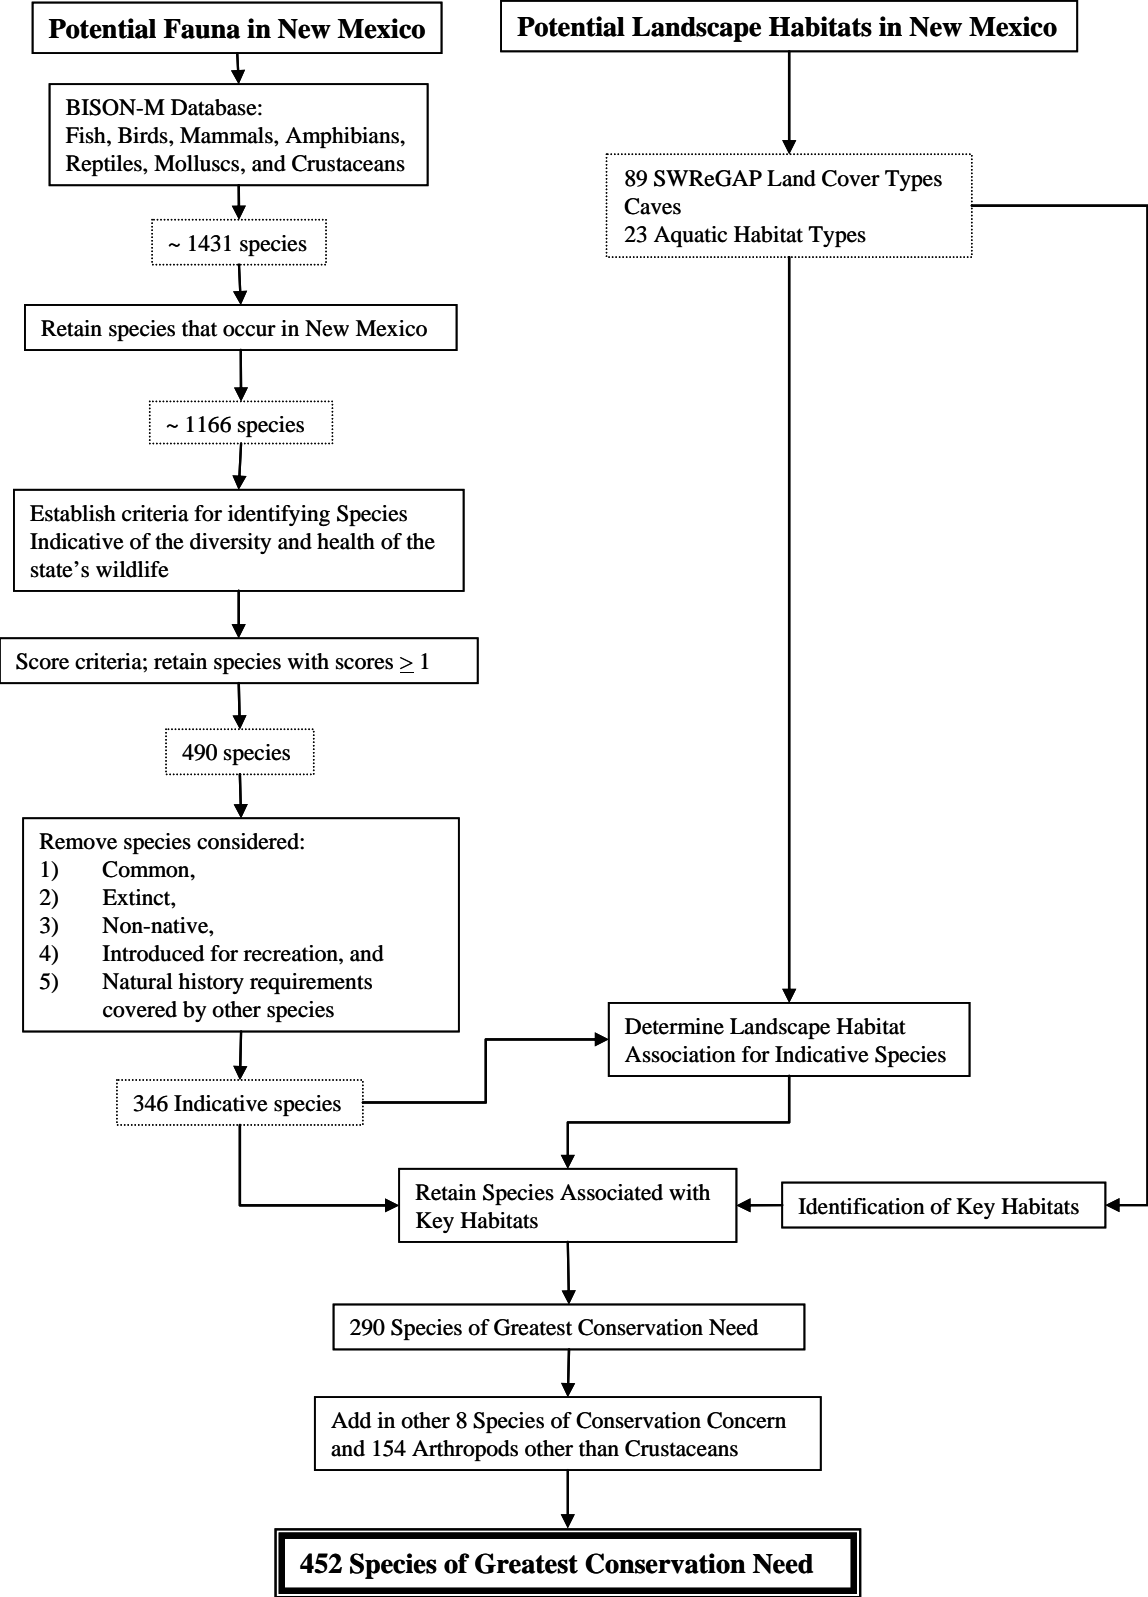 Potential Fauna in New Mexico
Potential Landscape Habitats in New Mexico
BISON-M Database:
Fish, Birds, Mammals, Amphibians,
Reptiles, Molluscs, and Crustaceans
89 SWReGAP Land Cover Types
Caves
23 Aquatic Habitat Types
~ 1431 species
Retain species that occur in New Mexico
~ 1166 species
Establish criteria for identifying Species
Indicative of the diversity and health of the
state's wildlife
Score criteria; retain species with scores ≥ 1
490 species
Remove species considered:
1) Common,
2) Extinct,
3) Non-native,
4) Introduced for recreation, and
5) Natural history requirements
covered by other species
Determine Landscape Habitat
Association for Indicative Species
346 Indicative species
Retain Species Associated with
Key Habitats
Identification of Key Habitats
290 Species of Greatest Conservation Need
Add in other 8 Species of Conservation Concern
and 154 Arthropods other than Crustaceans
452 Species of Greatest Conservation Need